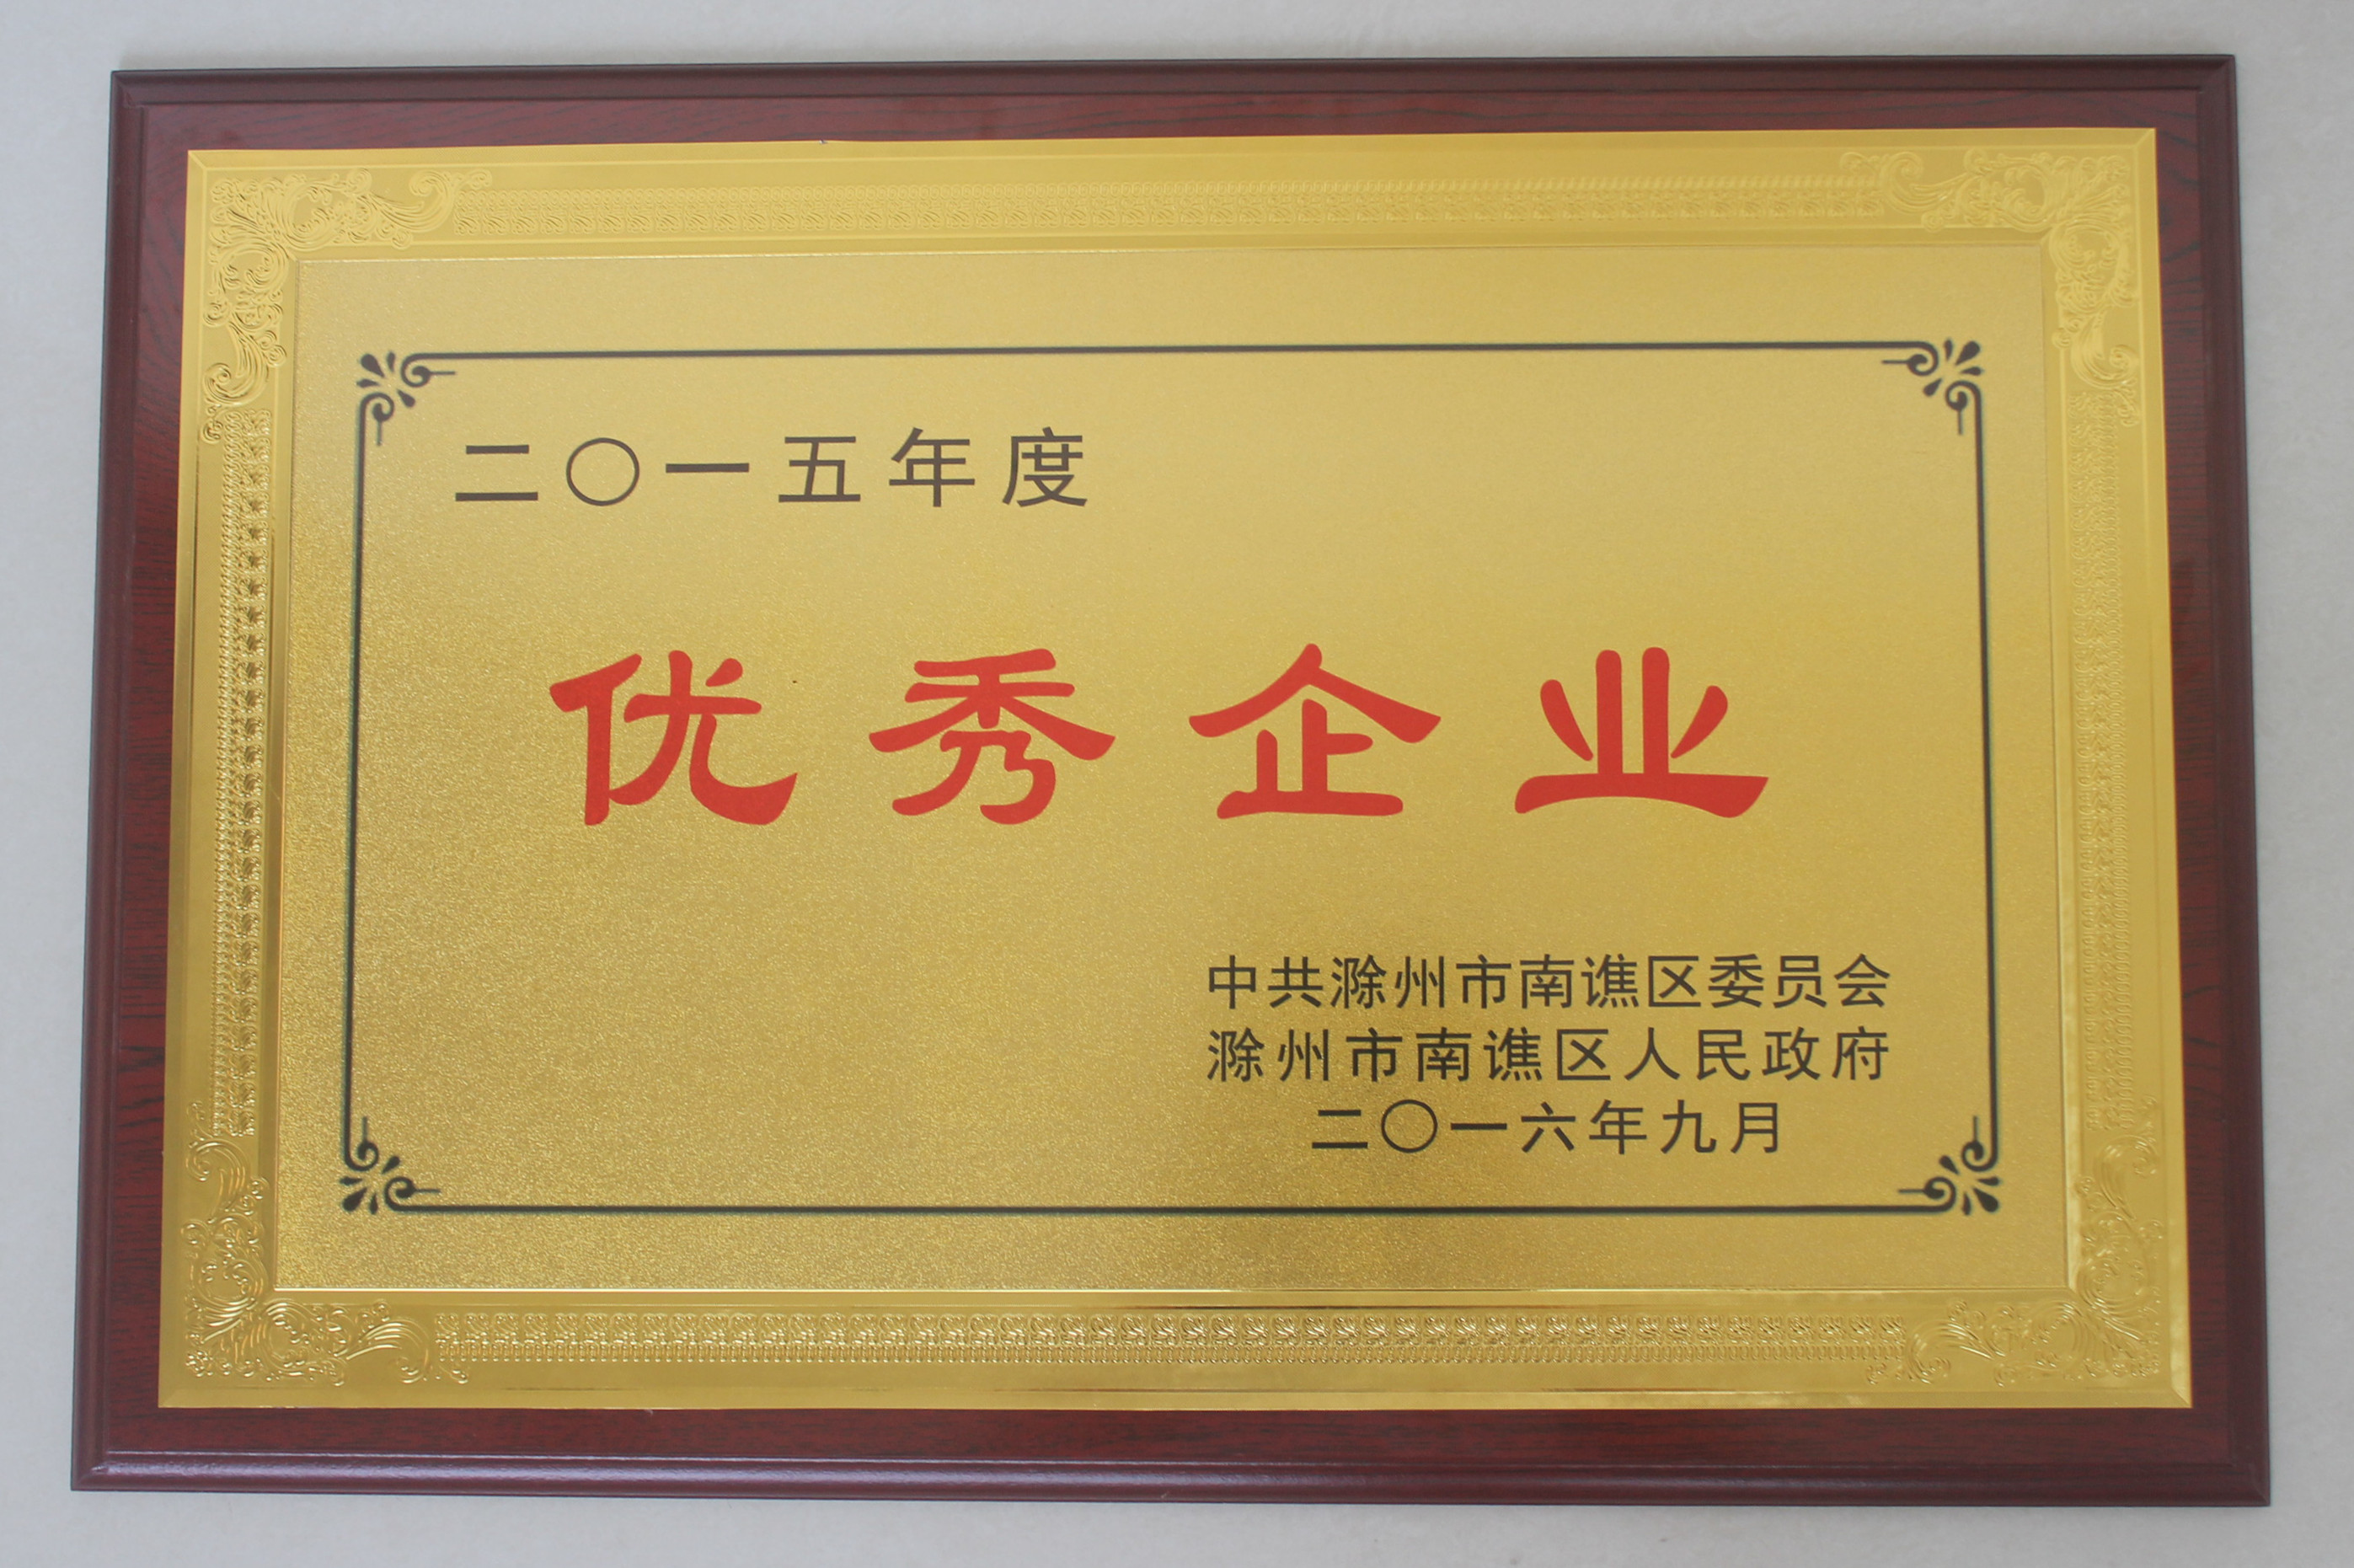 二〇一五年度
优秀企业
中共滁州市南谯区委员会
滁州市南谯区人民政府
二〇一六年九月